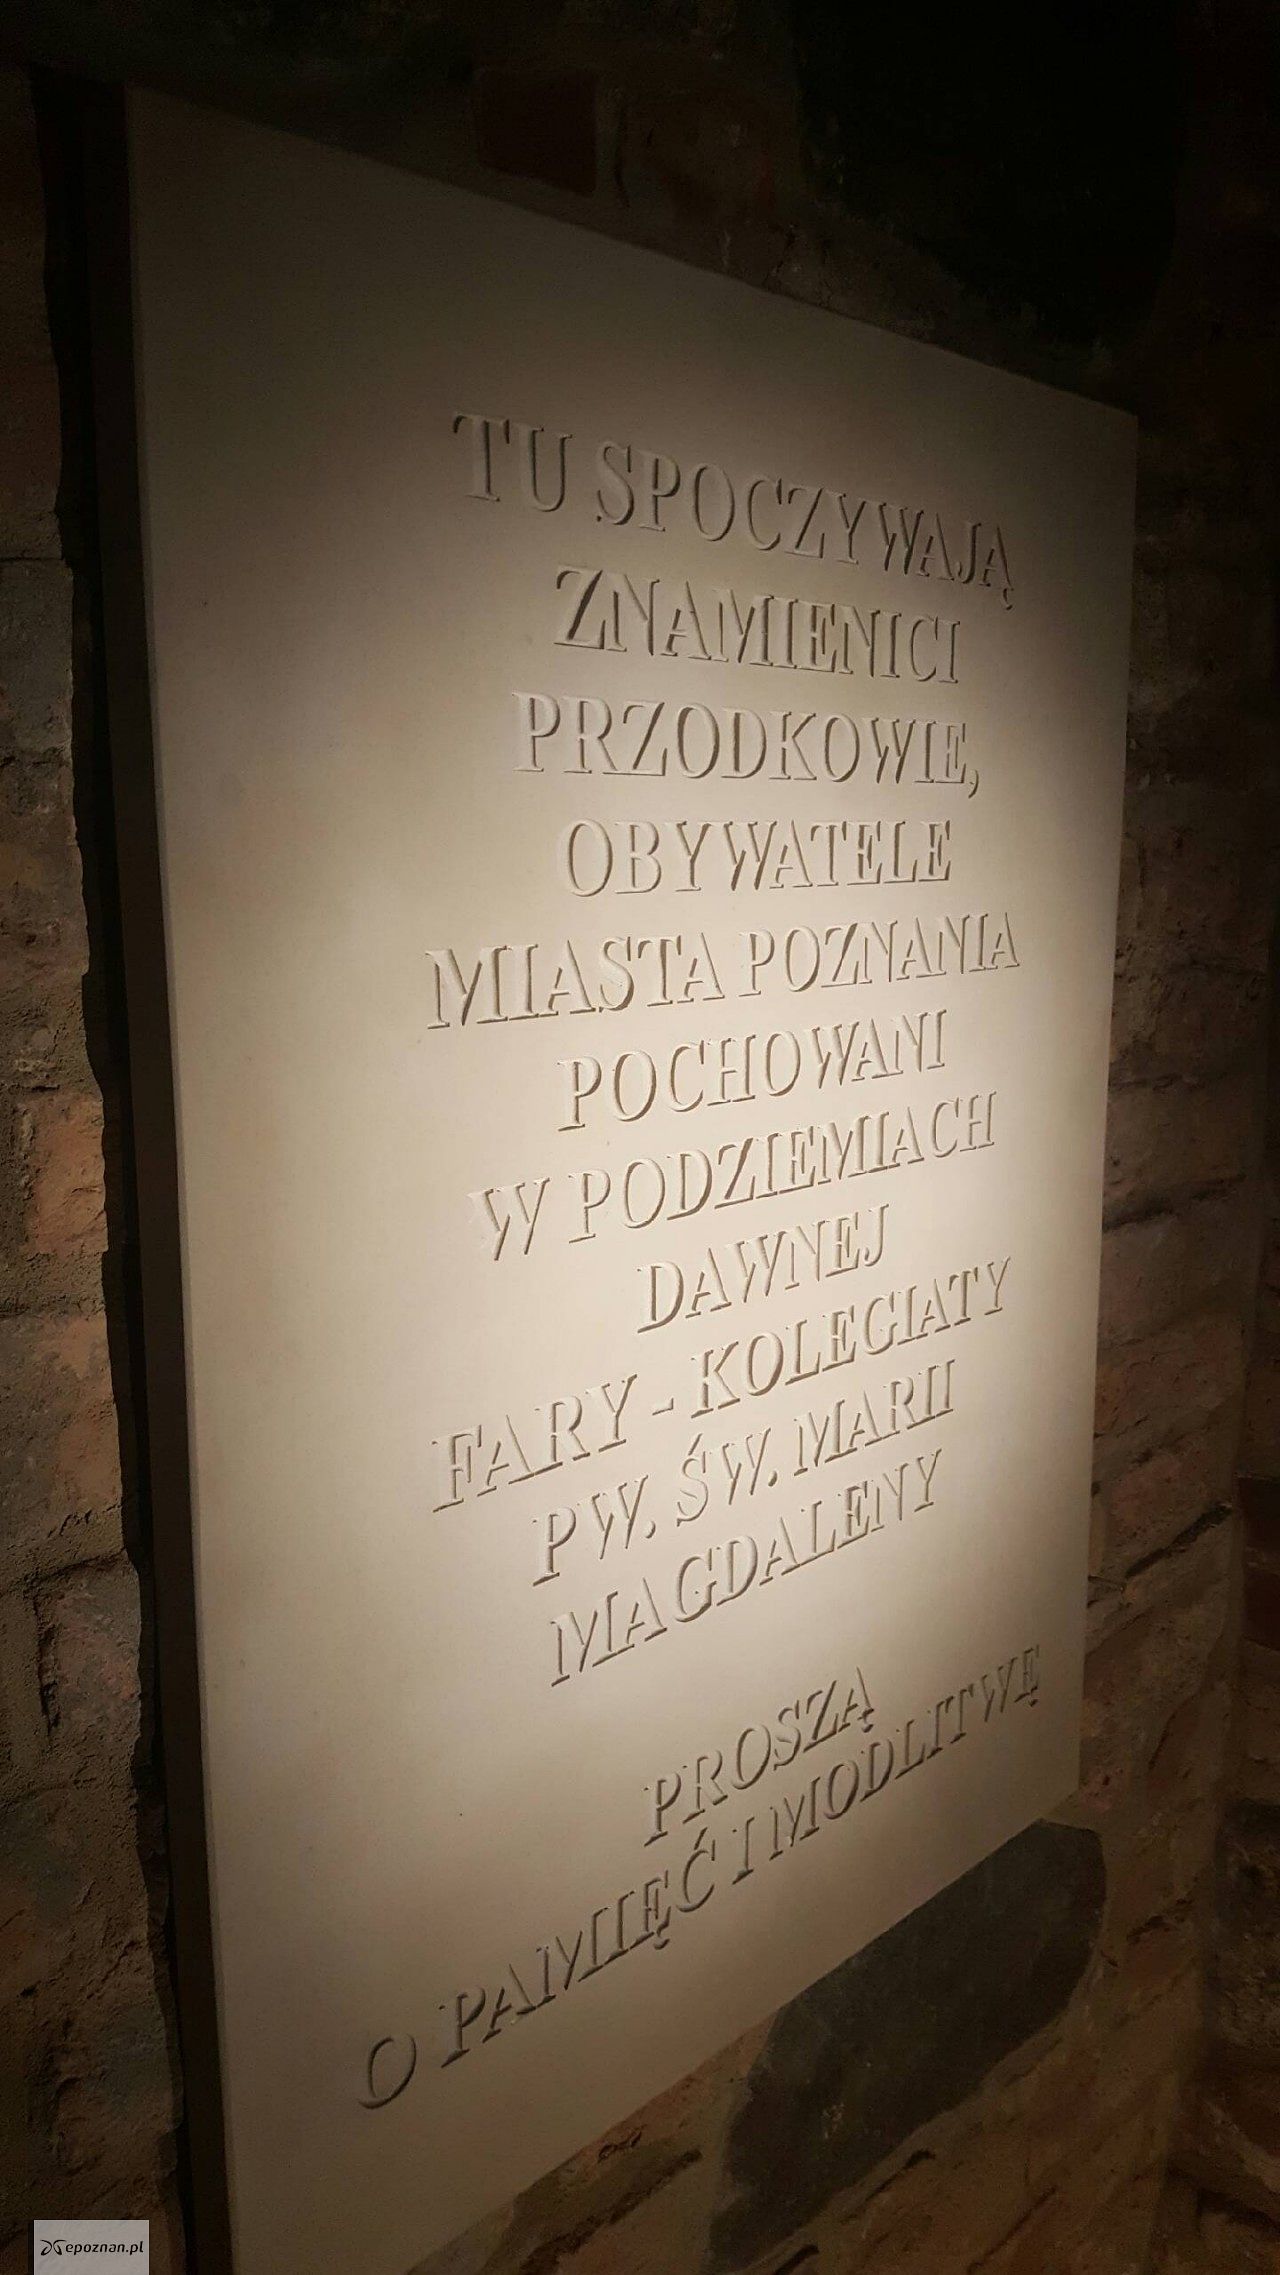 TU SPOCZYWAJĄ
ZNAMIENICI
PRZODKOWIE,
OBYWATELE
MIASTA POZNANIA
POCHOWANI
W PODZIEMIACH
DAWNEJ
FARY - KOLEGIATY
PW. ŚW. MARII
MAGDALENY
PROSZĄ
O PAMIĘĆ I MODLITWĘ
epoznan.pl